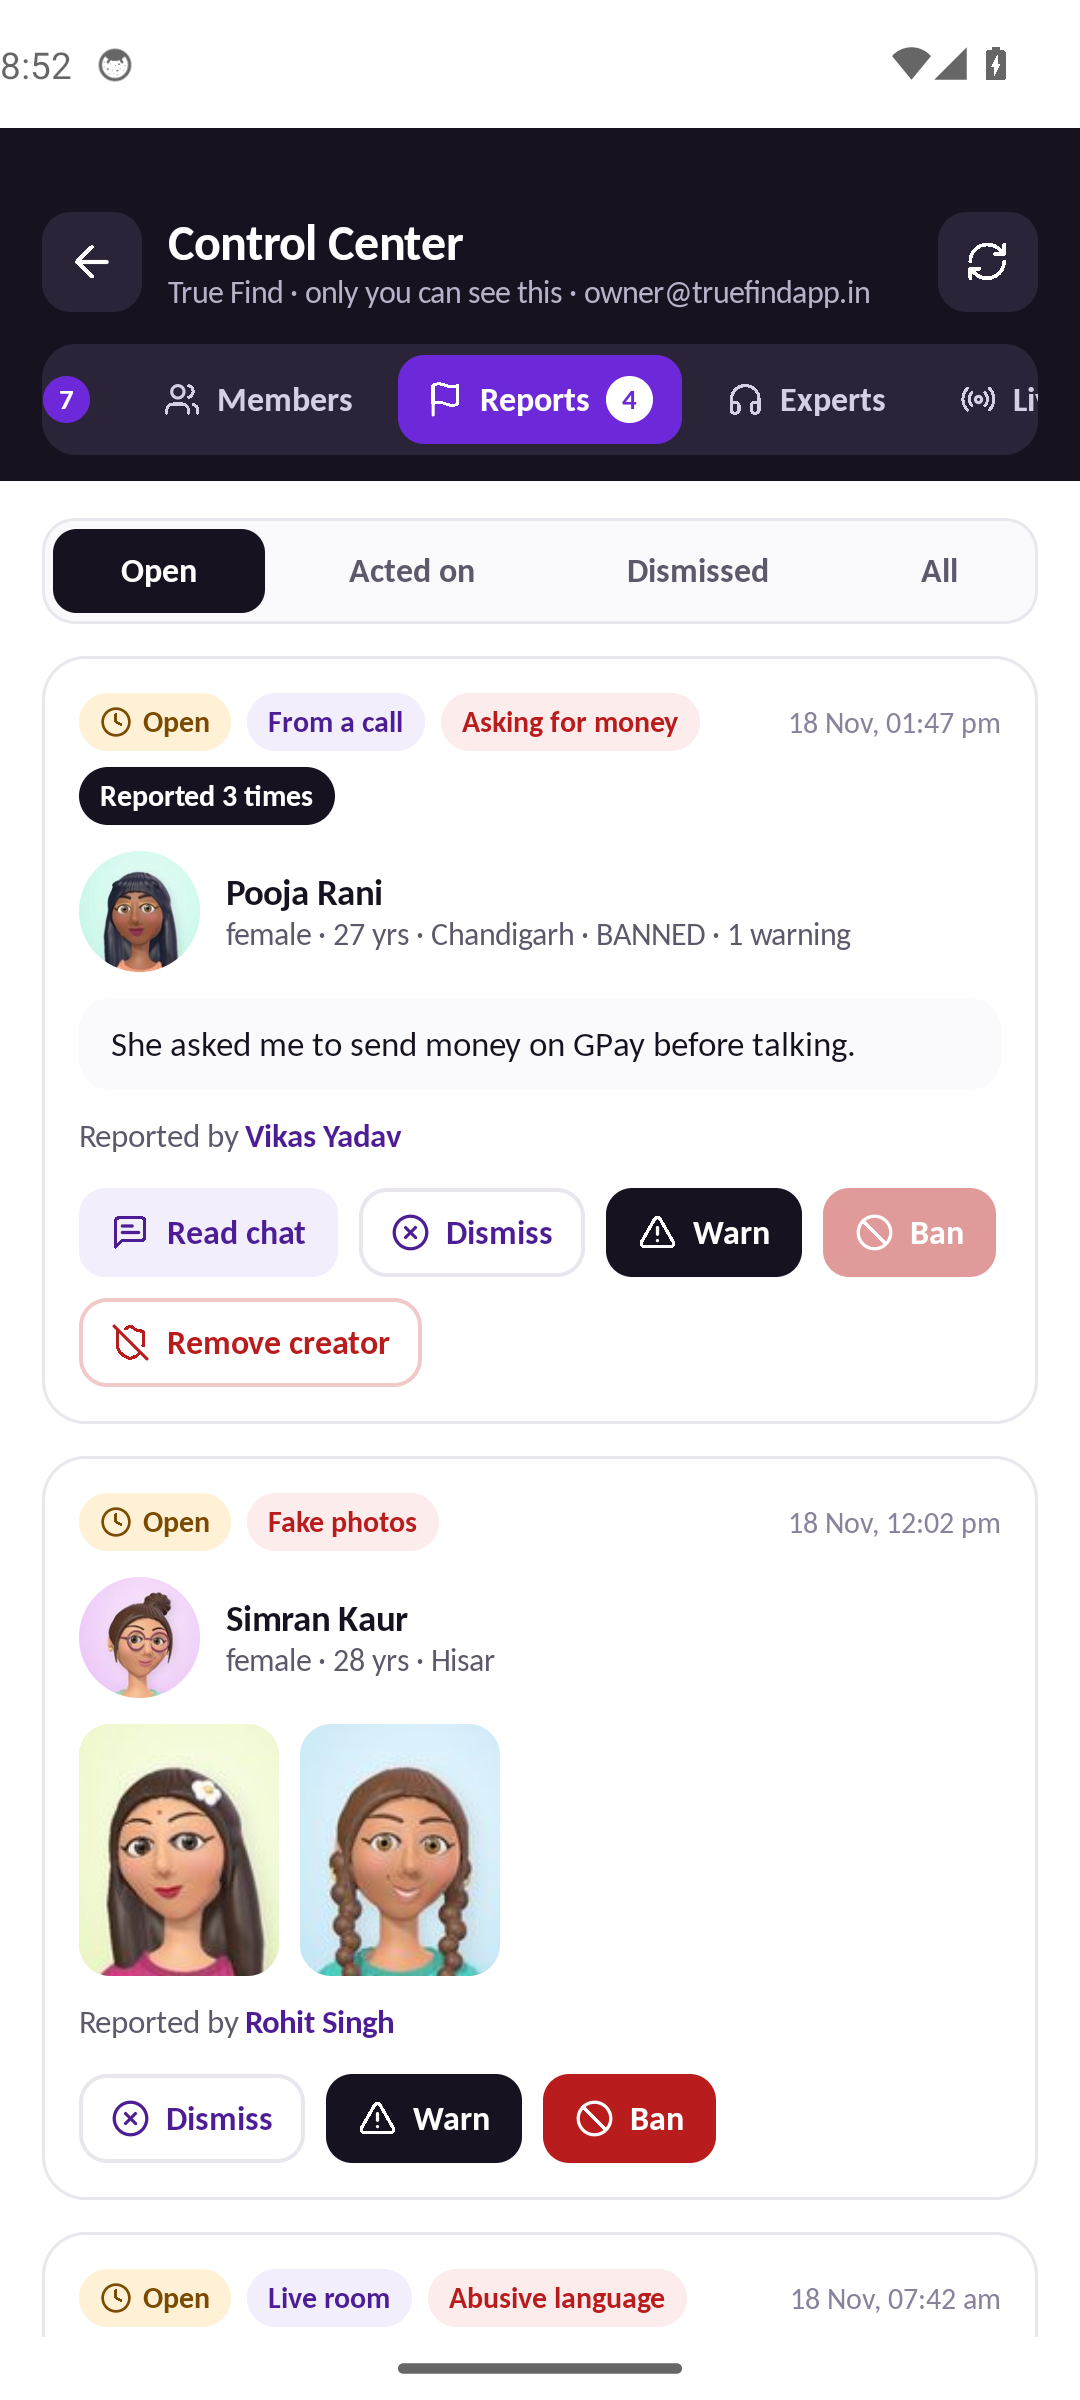 8:52
Control Center
True Find · only you can see this · owner@truefindapp.in
7 Members Reports 4 Experts Liv
Open Acted on Dismissed All
Open From a call Asking for money 18 Nov, 01:47 pm
Reported 3 times
Pooja Rani
female · 27 yrs · Chandigarh · BANNED · 1 warning
She asked me to send money on GPay before talking.
Reported by Vikas Yadav
Read chat Dismiss Warn Ban
Remove creator
Open Fake photos 18 Nov, 12:02 pm
Simran Kaur
female · 28 yrs · Hisar
Reported by Rohit Singh
Dismiss Warn Ban
Open Live room Abusive language 18 Nov, 07:42 am